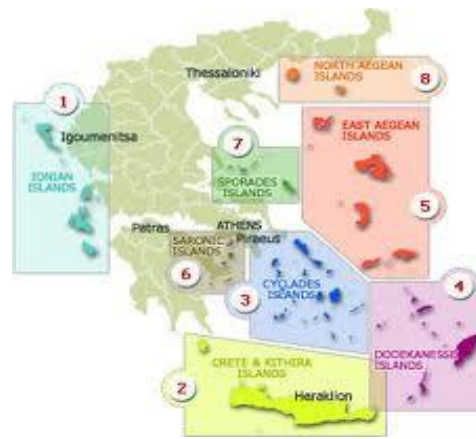 NORTH AEGEAN
ISLANDS
8
Thessaloniki
1
Igoumenitsa
IONIAN
ISLANDS
EAST AEGEAN
ISLANDS
7
SPORADES
ISLANDS
5
Patras
ATHENS
Piraeus
SARONIC
ISLANDS
6
3
CYCLADES
ISLANDS
4
DODEKANESSE
ISLANDS
2
CRETE & KITHIRA
ISLANDS
Heraklion